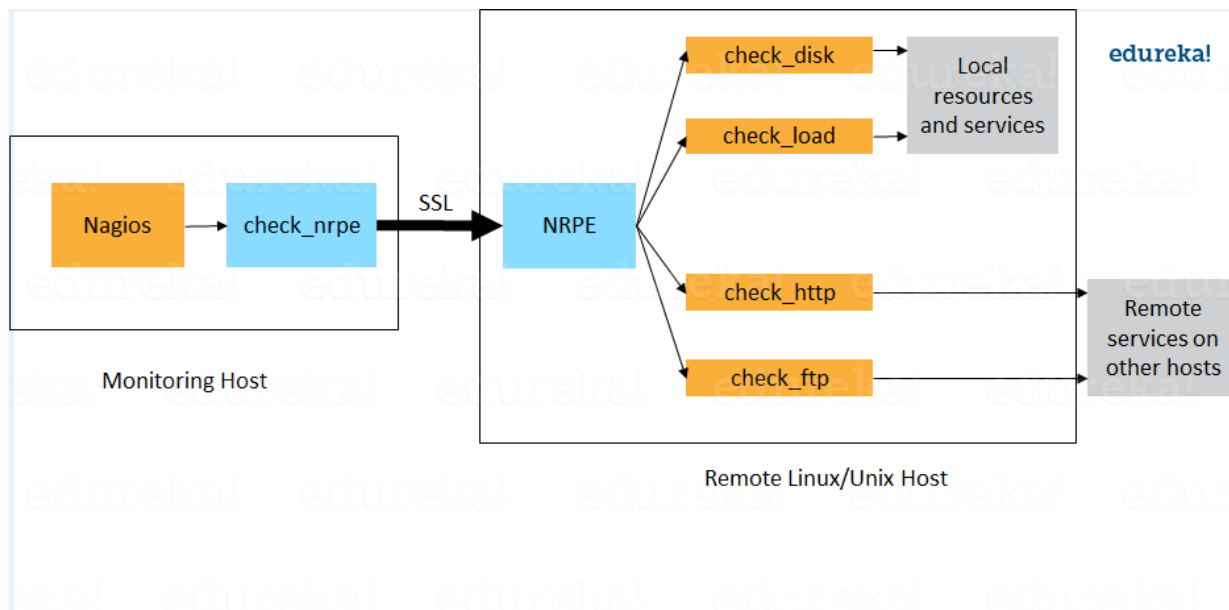 edureka!
check_disk
Local
resources
and services
check_load
Nagios
check_nrpe
SSL
NRPE
check_http
Remote
services on
other hosts
check_ftp
Monitoring Host
Remote Linux/Unix Host